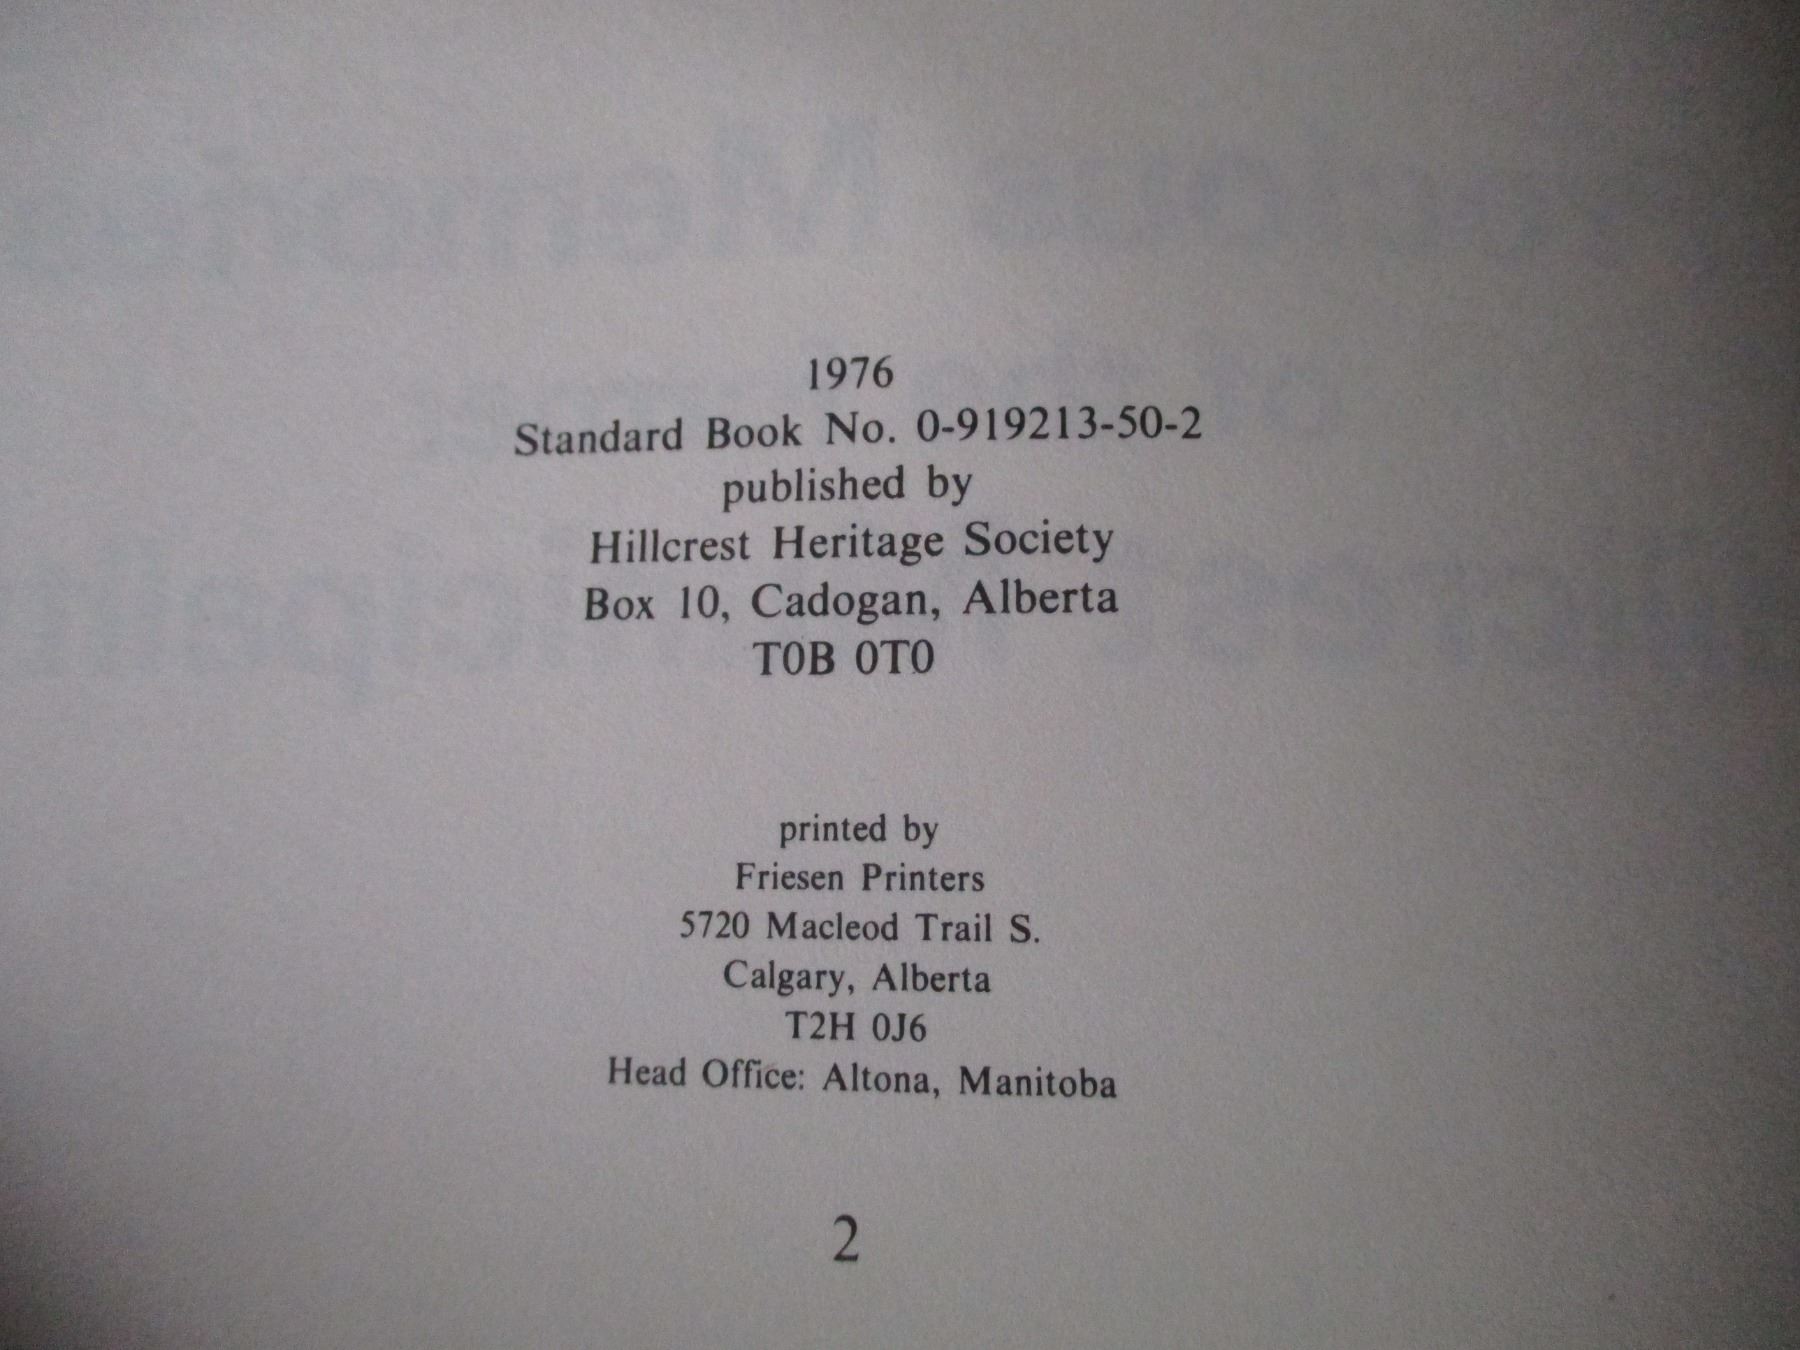 1976
Standard Book No. 0-919213-50-2
published by
Hillcrest Heritage Society
Box 10, Cadogan, Alberta
T0B 0T0
printed by
Friesen Printers
5720 Macleod Trail S.
Calgary, Alberta
T2H 0J6
Head Office: Altona, Manitoba
2